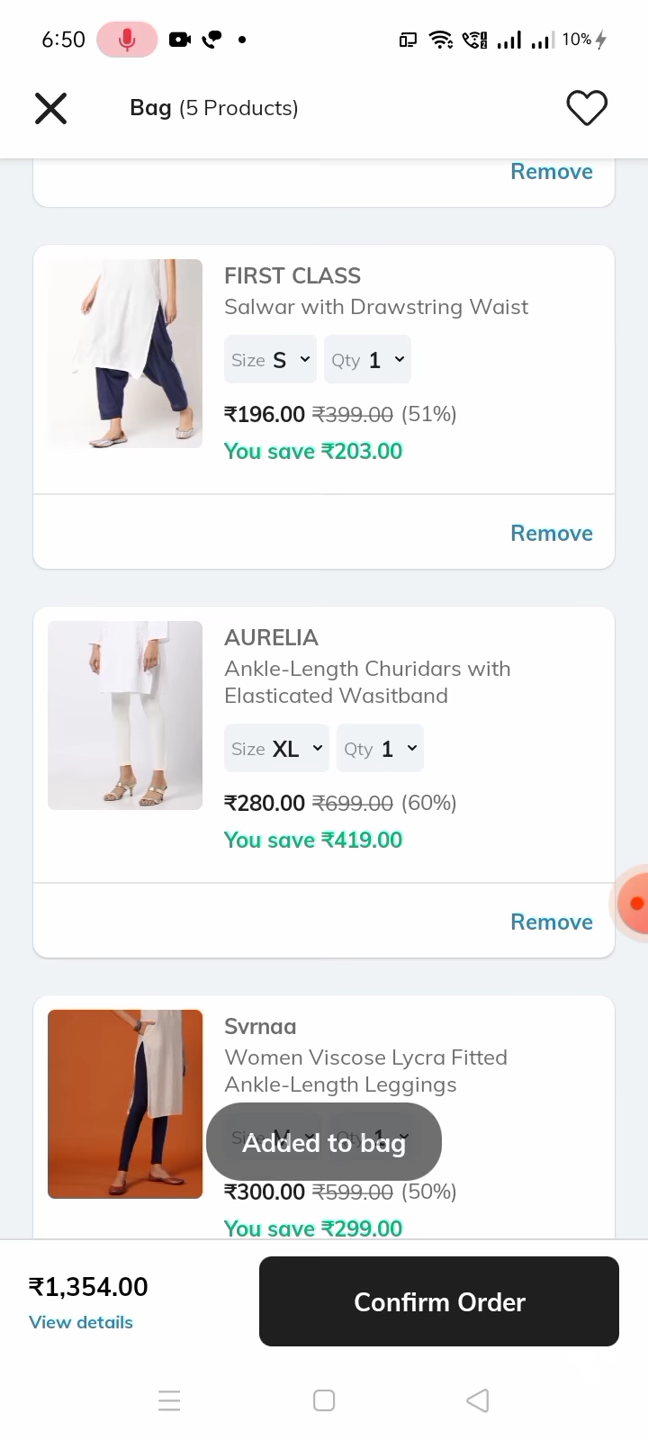 6:50
10%
Bag (5 Products)
Remove
FIRST CLASS
Salwar with Drawstring Waist
Size S Qty 1
₹196.00 ₹399.00 (51%)
You save ₹203.00
Remove
AURELIA
Ankle-Length Churidars with
Elasticated Wasitband
Size XL Qty 1
₹280.00 ₹699.00 (60%)
You save ₹419.00
Remove
Svrnaa
Women Viscose Lycra Fitted
Ankle-Length Leggings
Size M Qty 1
Added to bag
₹300.00 ₹599.00 (50%)
You save ₹299.00
₹1,354.00
View details
Confirm Order